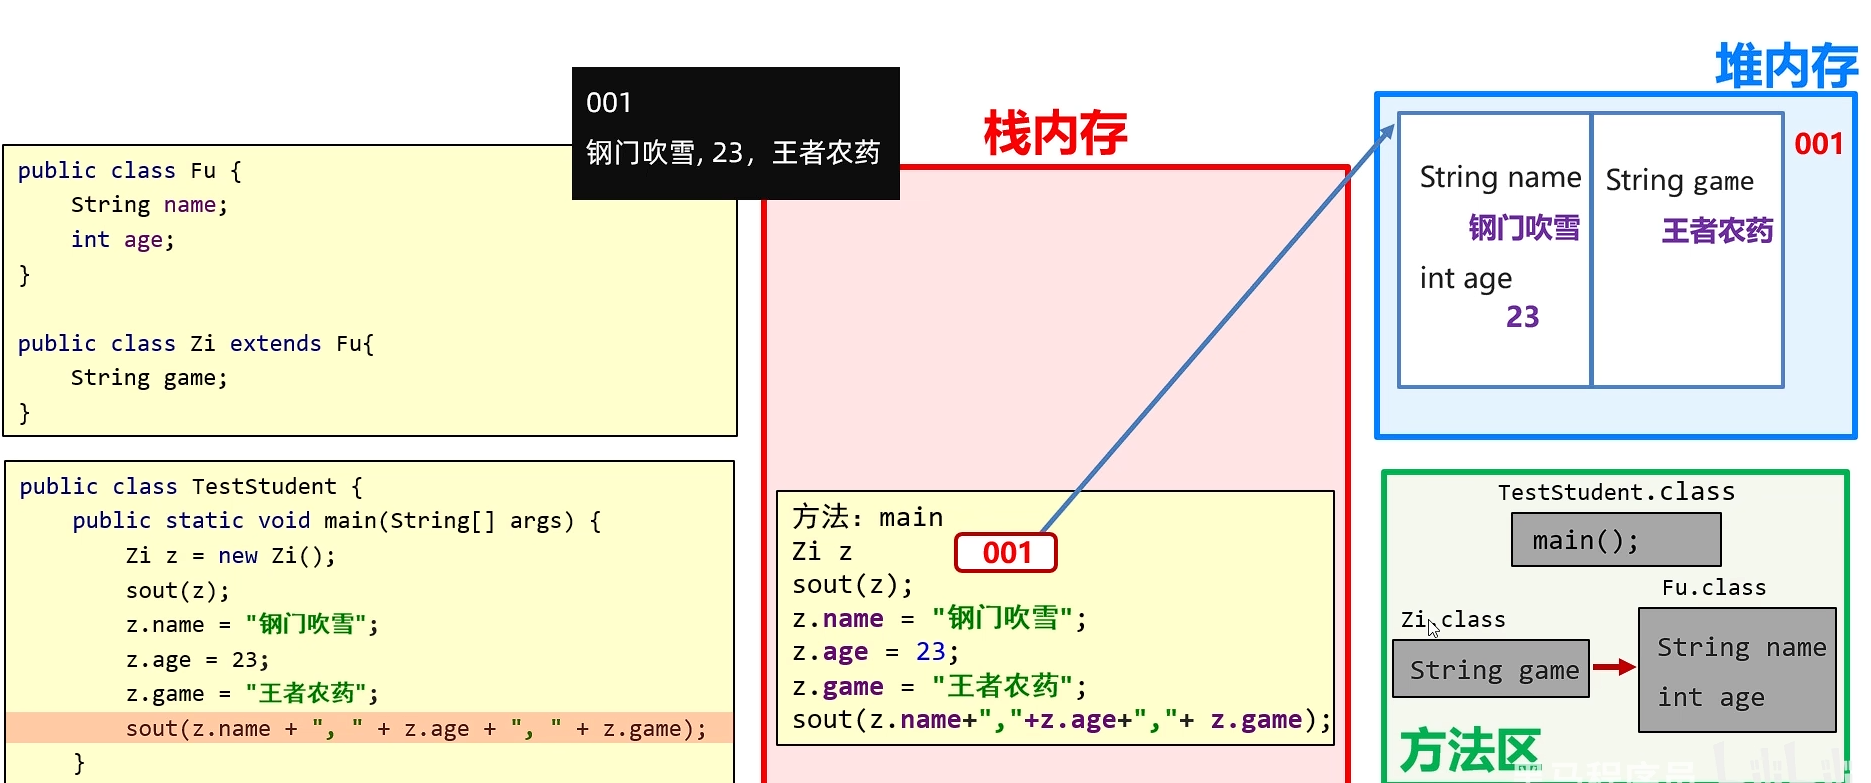 堆内存
001
钢门吹雪, 23，王者农药
栈内存
001
String name
钢门吹雪
int age
23
String game
王者农药
public class Fu {
    String name;
    int age;
}
public class Zi extends Fu{
    String game;
}
public class TestStudent {
    public static void main(String[] args) {
        Zi z = new Zi();
        sout(z);
        z.name = "钢门吹雪";
        z.age = 23;
        z.game = "王者农药";
        sout(z.name + ", " + z.age + ", " + z.game);
    }
方法: main
Zi z
001
sout(z);
z.name = "钢门吹雪";
z.age = 23;
z.game = "王者农药";
sout(z.name+","+z.age+","+ z.game);
TestStudent.class
main();
Fu.class
String name
int age
Zi.class
String game
方法区